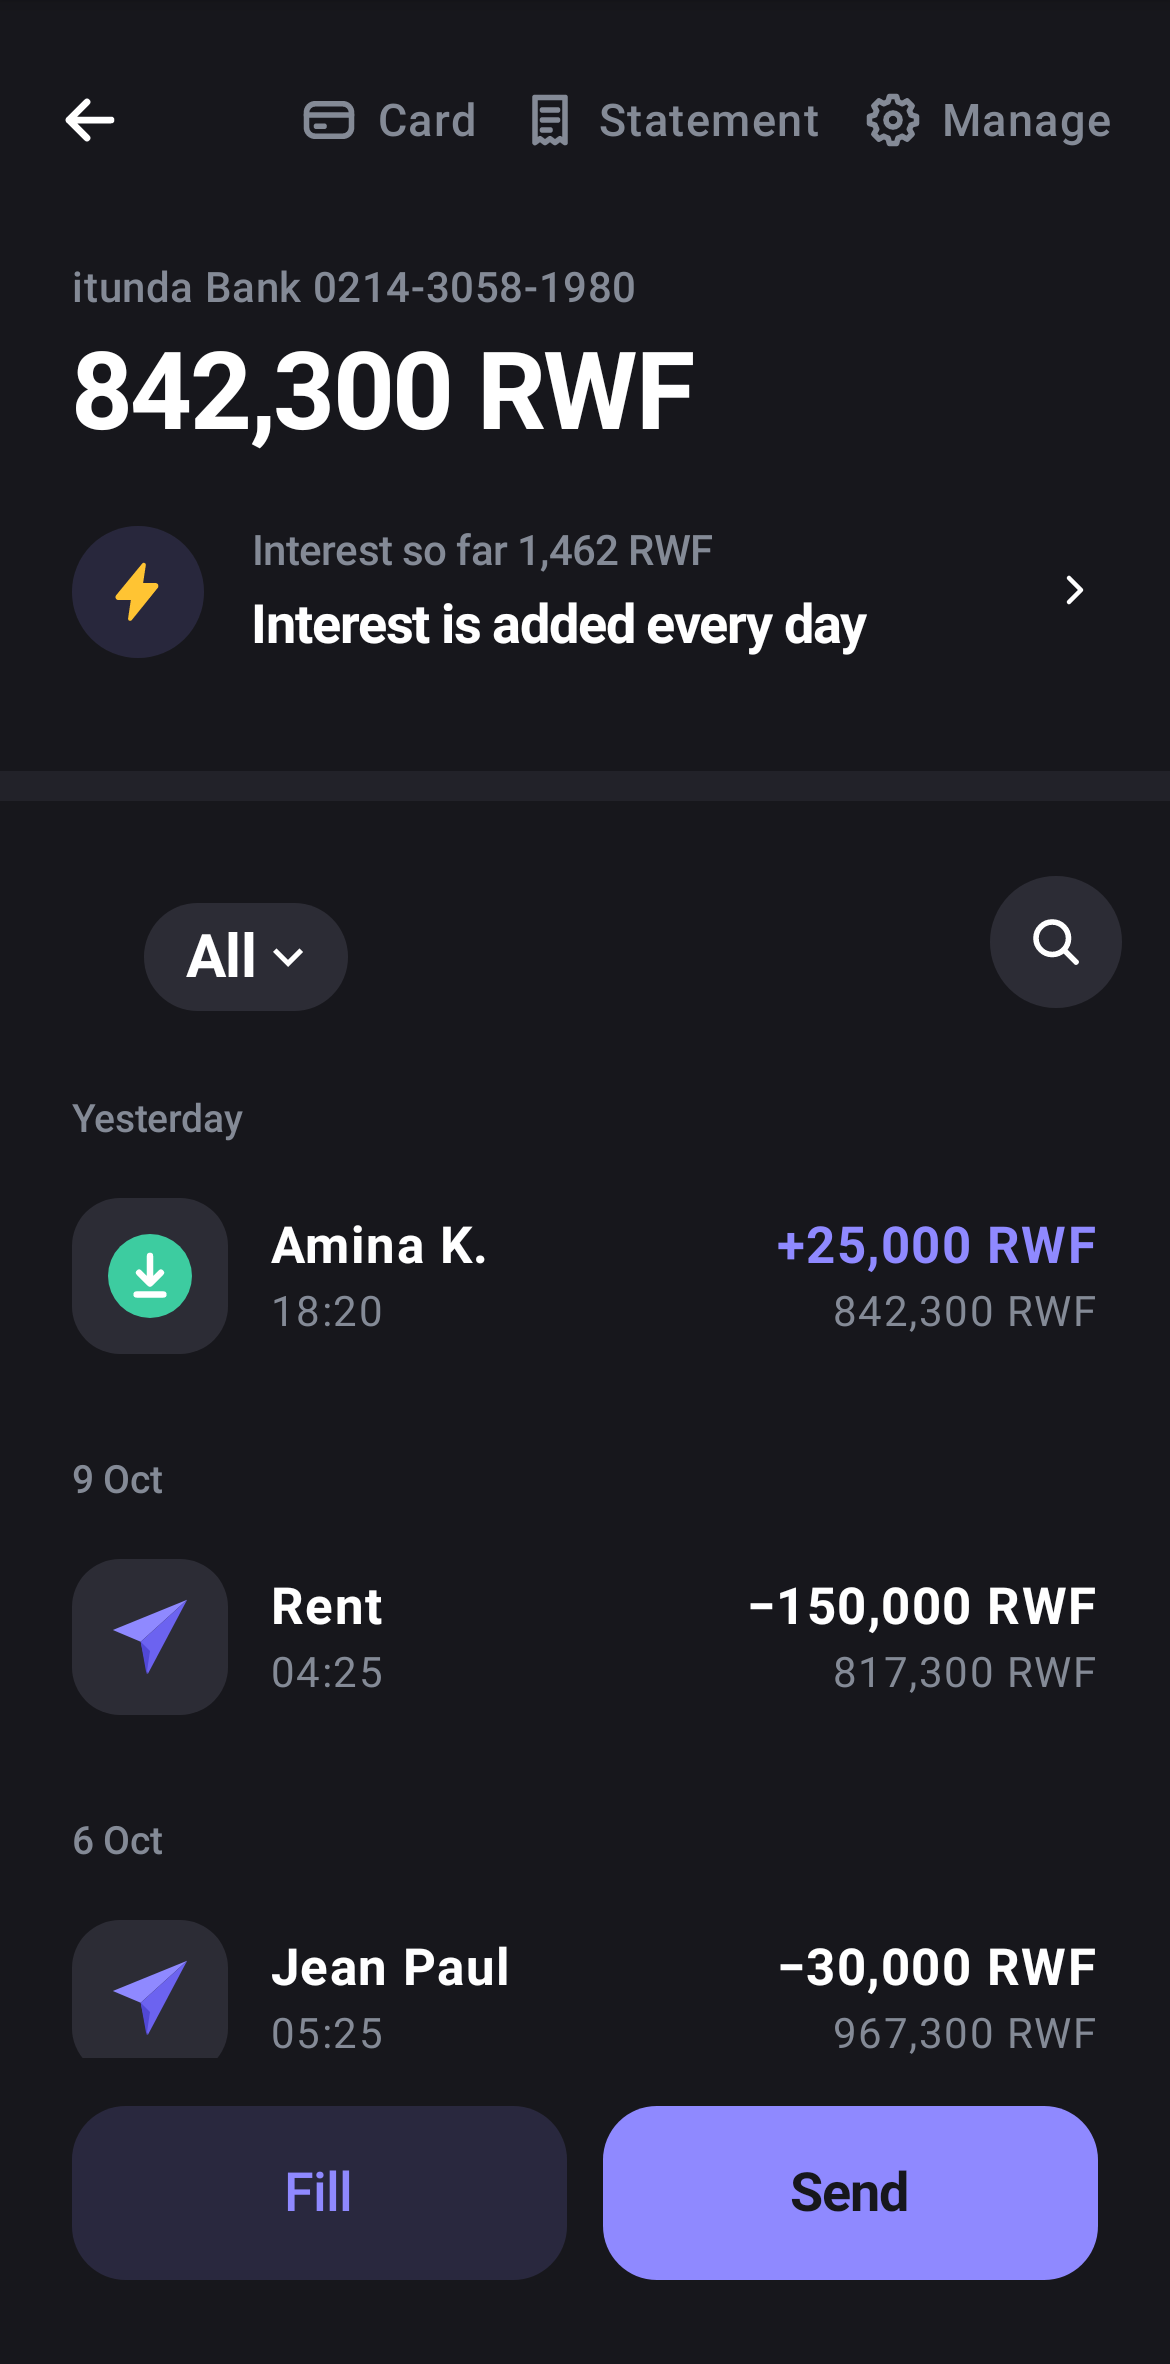 Card Statement Manage
itunda Bank 0214-3058-1980
842,300 RWF
Interest so far 1,462 RWF
Interest is added every day
All
Yesterday
Amina K. +25,000 RWF
18:20 842,300 RWF
9 Oct
Rent −150,000 RWF
04:25 817,300 RWF
6 Oct
Jean Paul −30,000 RWF
05:25 967,300 RWF
Fill Send